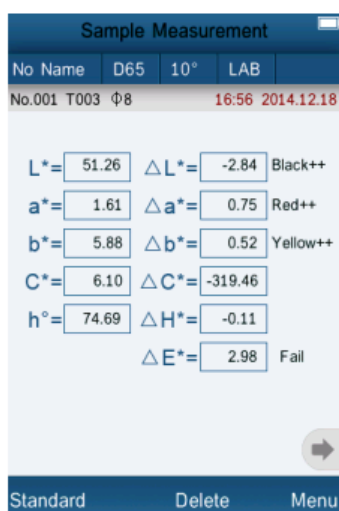 Sample Measurement
No Name D65 10° LAB
No.001 T003 Φ8 16:56 2014.12.18
L*= 51.26 △L*= -2.84 Black++
a*= 1.61 △a*= 0.75 Red++
b*= 5.88 △b*= 0.52 Yellow++
C*= 6.10 △C*= -319.46
h°= 74.69 △H*= -0.11
△E*= 2.98 Fail
Standard Delete Menu